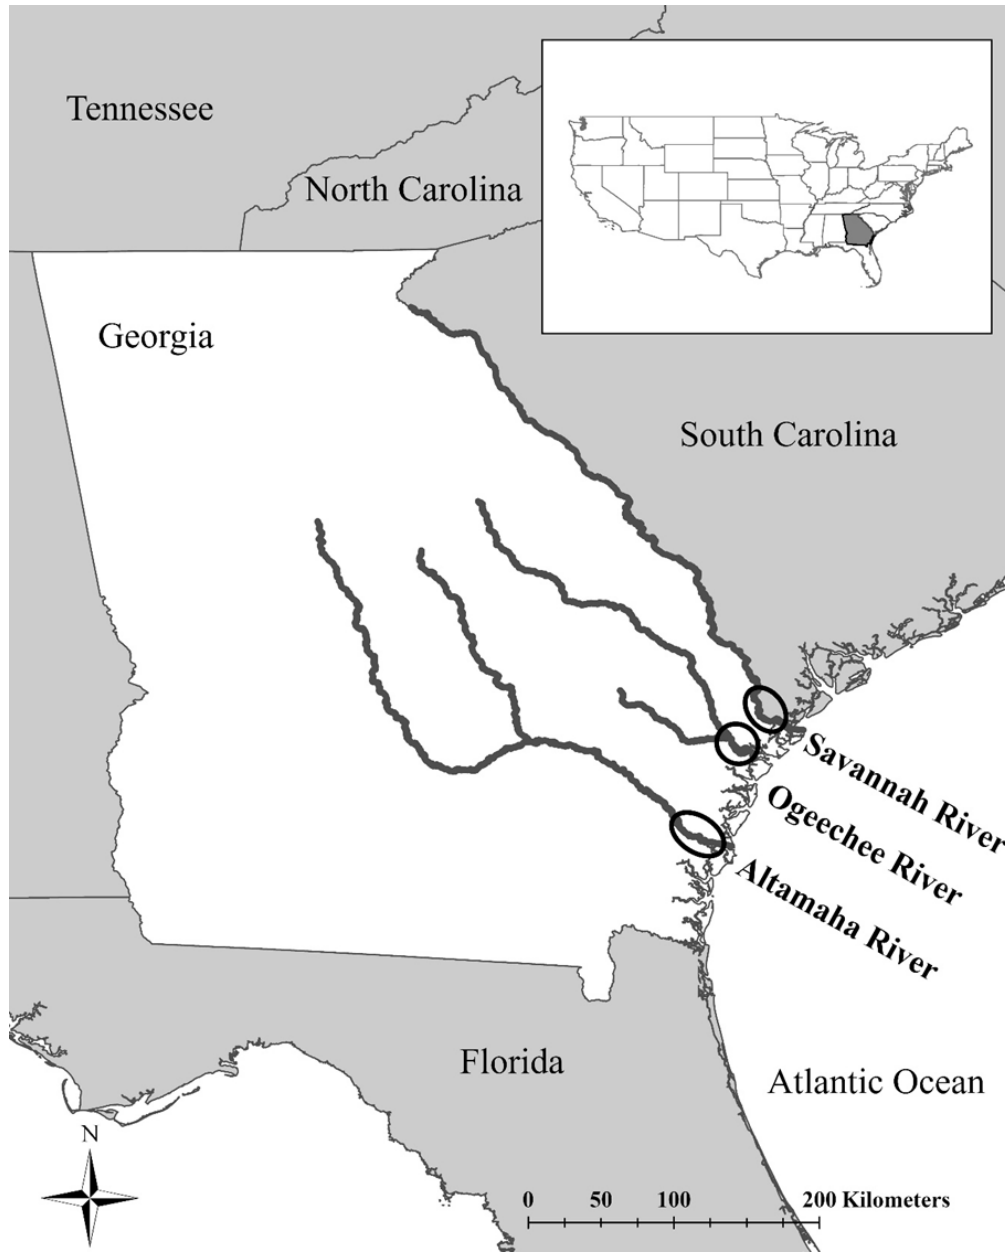 Tennessee
North Carolina
Georgia
South Carolina
Savannah River
Ogeechee River
Altamaha River
Florida
Atlantic Ocean
N
0 50 100 200 Kilometers